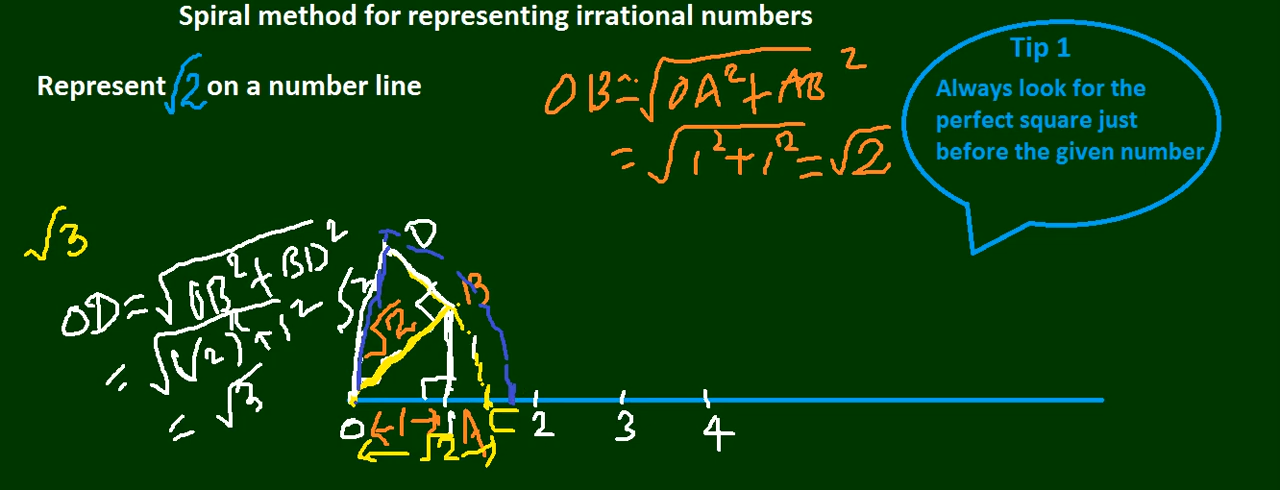 Spiral method for representing irrational numbers
Represent √2 on a number line
OB = √OA² + AB²
= √1² + 1² = √2
Tip 1
Always look for the
perfect square just
before the given number
√3
OD = √OB² + BD²
= √(√2)² + 1²
= √3
D
B
√2
1
O
1
A
C
2
3
4
√2